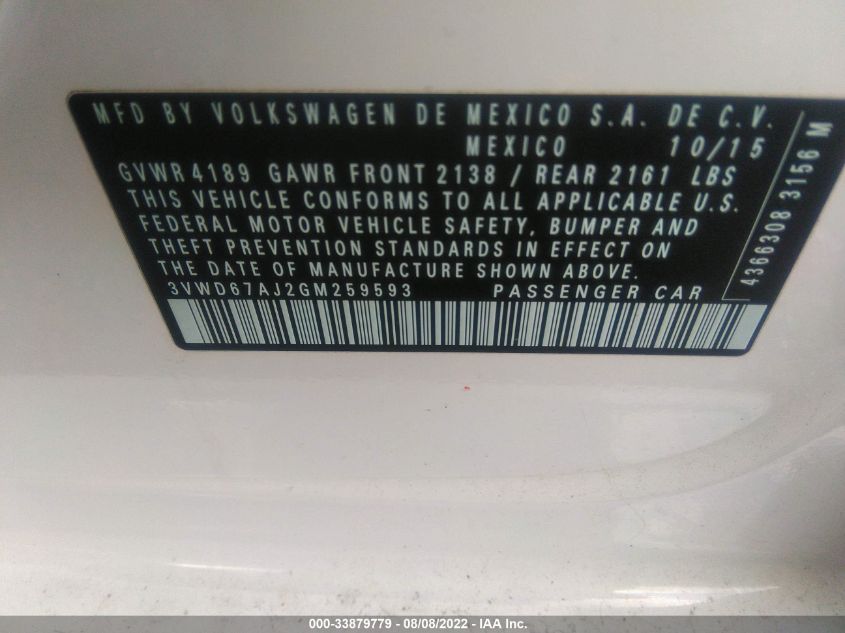 MFD BY VOLKSWAGEN DE MEXICO S.A. DE C.V.
MEXICO 10/15
GVWR 4189 GAWR FRONT 2138 / REAR 2161 LBS
THIS VEHICLE CONFORMS TO ALL APPLICABLE U.S.
FEDERAL MOTOR VEHICLE SAFETY, BUMPER AND
THEFT PREVENTION STANDARDS IN EFFECT ON
THE DATE OF MANUFACTURE SHOWN ABOVE.
3VWD67AJ2GM259593 PASSENGER CAR
4366308 3156 M
000-33879779 - 08/08/2022 - IAA Inc.